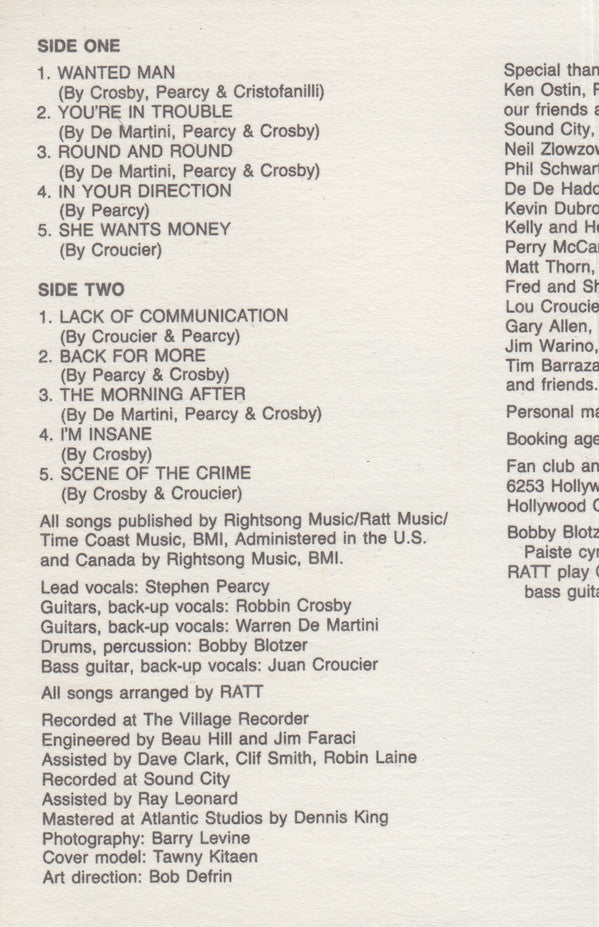 SIDE ONE
1. WANTED MAN
(By Crosby, Pearcy & Cristofanilli)
2. YOU'RE IN TROUBLE
(By De Martini, Pearcy & Crosby)
3. ROUND AND ROUND
(By De Martini, Pearcy & Crosby)
4. IN YOUR DIRECTION
(By Pearcy)
5. SHE WANTS MONEY
(By Croucier)
SIDE TWO
1. LACK OF COMMUNICATION
(By Croucier & Pearcy)
2. BACK FOR MORE
(By Pearcy & Crosby)
3. THE MORNING AFTER
(By De Martini, Pearcy & Crosby)
4. I'M INSANE
(By Crosby)
5. SCENE OF THE CRIME
(By Crosby & Croucier)
All songs published by Rightsong Music/Ratt Music/
Time Coast Music, BMI, Administered in the U.S.
and Canada by Rightsong Music, BMI.
Lead vocals: Stephen Pearcy
Guitars, back-up vocals: Robbin Crosby
Guitars, back-up vocals: Warren De Martini
Drums, percussion: Bobby Blotzer
Bass guitar, back-up vocals: Juan Croucier
All songs arranged by RATT
Recorded at The Village Recorder
Engineered by Beau Hill and Jim Faraci
Assisted by Dave Clark, Clif Smith, Robin Laine
Recorded at Sound City
Assisted by Ray Leonard
Mastered at Atlantic Studios by Dennis King
Photography: Barry Levine
Cover model: Tawny Kitaen
Art direction: Bob Defrin
Special than
Ken Ostin,
our friends
Sound City,
Neil Zlowzov
Phil Schwart
De De Hadd
Kevin Dubro
Kelly and He
Perry McCar
Matt Thorn,
Fred and Sh
Lou Croucie
Gary Allen,
Jim Warino,
Tim Barraza
and friends.
Personal ma
Booking age
Fan club an
6253 Hollyw
Hollywood
Bobby Blotz
Paiste cy
RATT play
bass guita